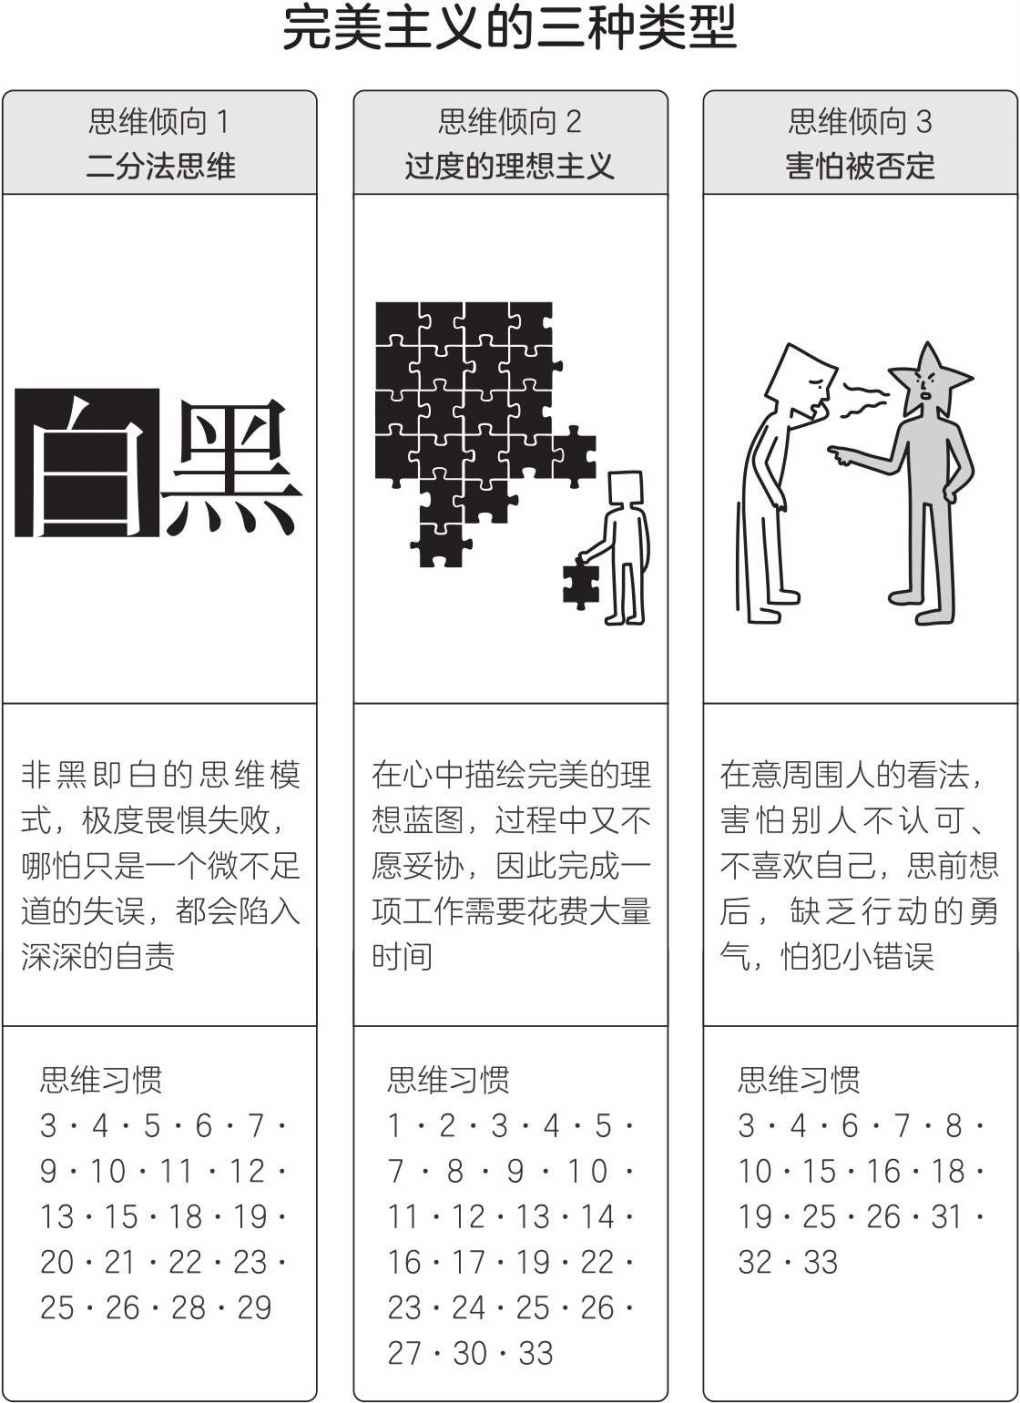 完美主义的三种类型
思维倾向 1
二分法思维
白黑
非黑即白的思维模
式，极度畏惧失败，
哪怕只是一个微不足
道的失误，都会陷入
深深的自责
思维习惯
3・4・5・6・7・
9・10・11・12・
13・15・18・19・
20・21・22・23・
25・26・28・29
思维倾向 2
过度的理想主义
在心中描绘完美的理
想蓝图，过程中又不
愿妥协，因此完成一
项工作需要花费大量
时间
思维习惯
1・2・3・4・5・
7・8・9・10・
11・12・13・14・
16・17・19・22・
23・24・25・26・
27・30・33
思维倾向 3
害怕被否定
在意周围人的看法，
害怕别人不认可、
不喜欢自己，思前想
后，缺乏行动的勇
气，怕犯小错误
思维习惯
3・4・6・7・8・
10・15・16・18・
19・25・26・31・
32・33